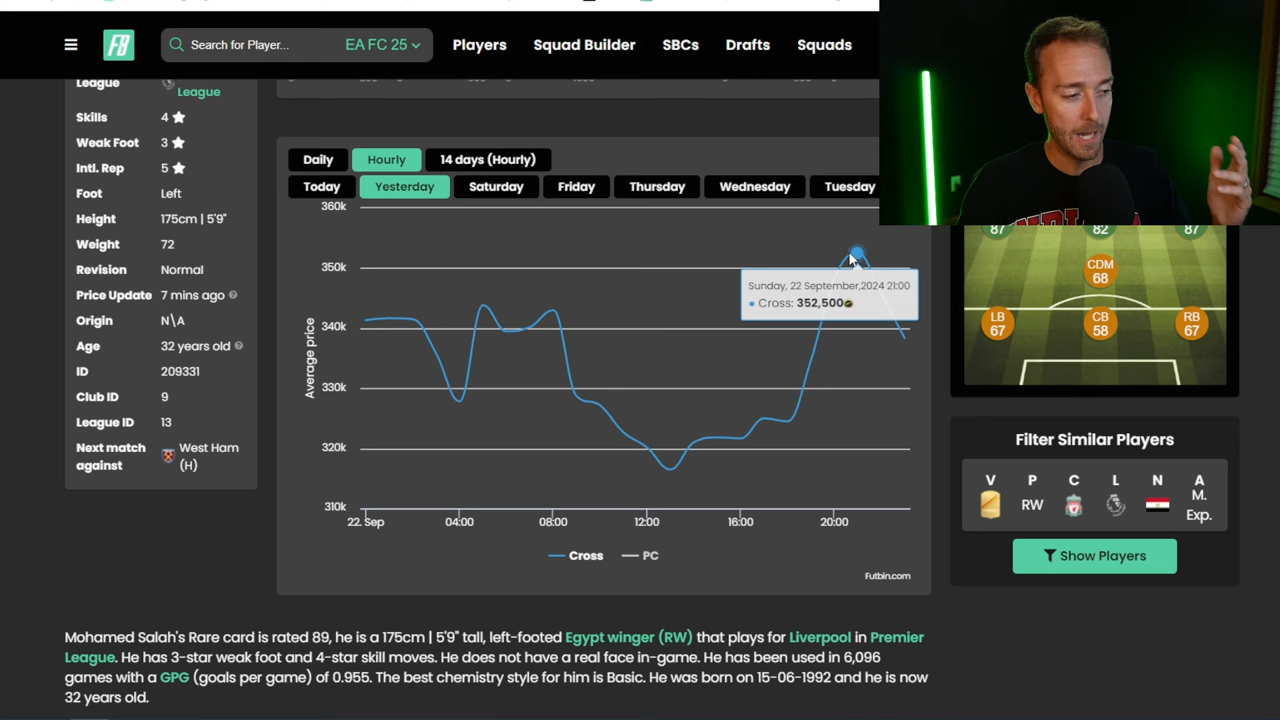 FB
Search for Player...
EA FC 25
Players
Squad Builder
SBCs
Drafts
Squads
League
League
Skills 4
Weak Foot 3
Intl. Rep 5
Foot Left
Height 175cm | 5'9"
Weight 72
Revision Normal
Price Update 7 mins ago
Origin N\A
Age 32 years old
ID 209331
Club ID 9
League ID 13
Next match against
West Ham (H)
Daily
Hourly
14 days (Hourly)
Today
Yesterday
Saturday
Friday
Thursday
Wednesday
Tuesday
Average price
360k
350k
340k
330k
320k
310k
Sunday, 22 September,2024 21:00
Cross: 352,500
22. Sep
04:00
08:00
12:00
16:00
20:00
Cross
PC
Futbin.com
87
82
87
CDM
68
LB
67
CB
58
RB
67
Filter Similar Players
V P C L N A
RW
M. Exp.
Show Players
Mohamed Salah's Rare card is rated 89, he is a 175cm | 5'9" tall, left-footed Egypt winger (RW) that plays for Liverpool in Premier
League. He has 3-star weak foot and 4-star skill moves. He does not have a real face in-game. He has been used in 6,096
games with a GPG (goals per game) of 0.955. The best chemistry style for him is Basic. He was born on 15-06-1992 and he is now
32 years old.